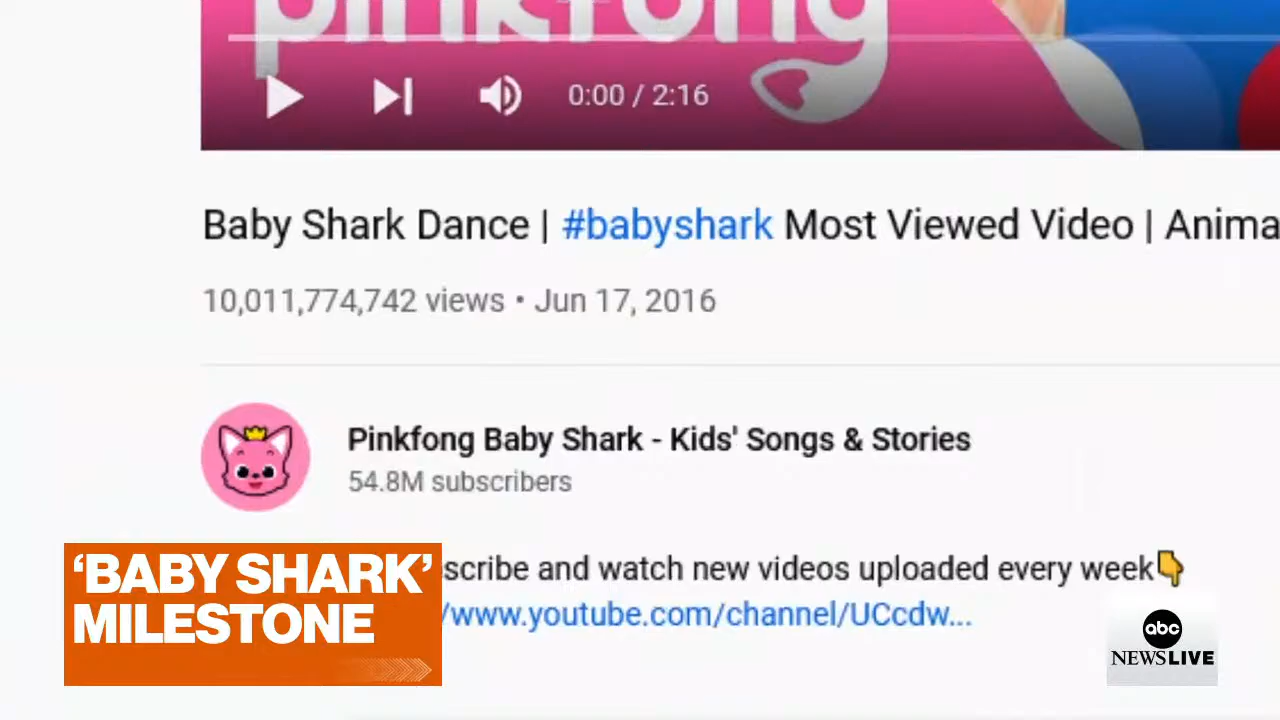 pinkfong
0:00 / 2:16
Baby Shark Dance | #babyshark Most Viewed Video | Anima
10,011,774,742 views • Jun 17, 2016
Pinkfong Baby Shark - Kids' Songs & Stories
54.8M subscribers
scribe and watch new videos uploaded every week👇
/www.youtube.com/channel/UCcdw...
‘BABY SHARK’
MILESTONE
abc
NEWSLIVE